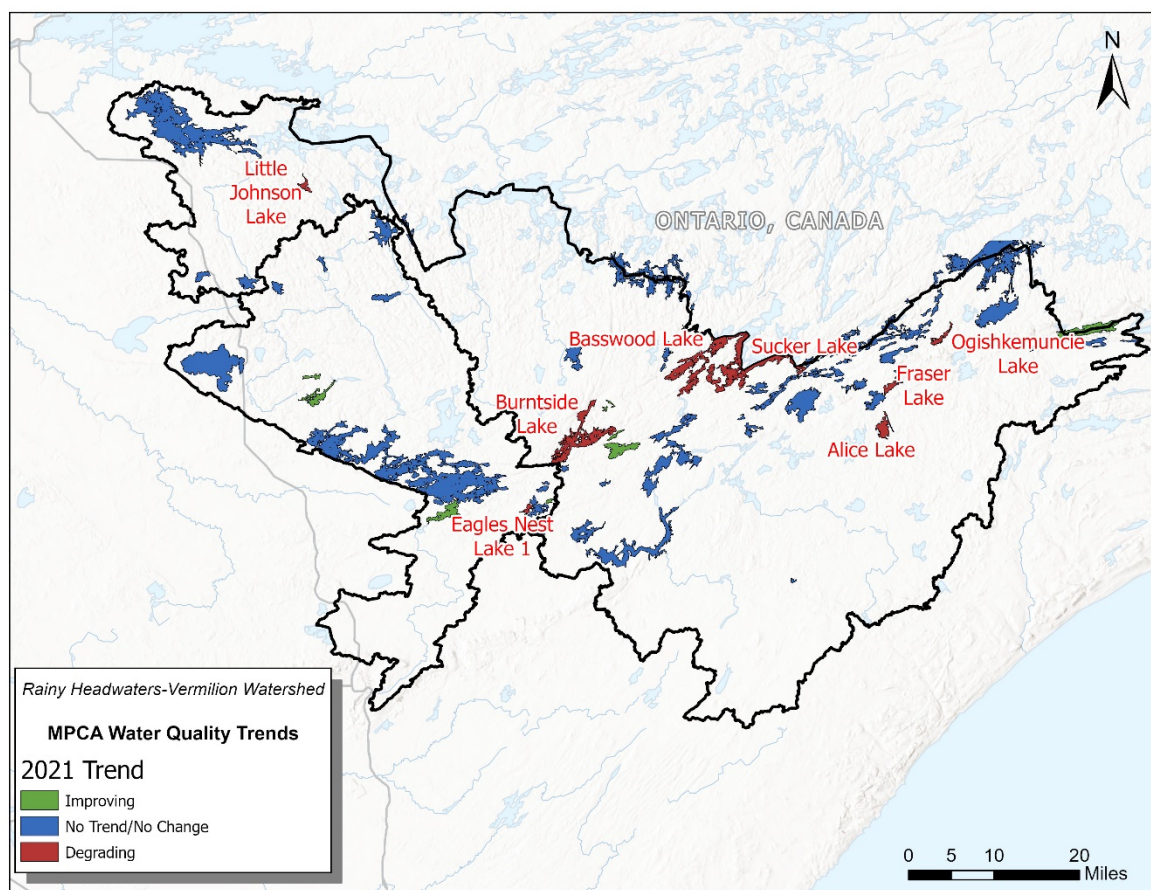 N
ONTARIO, CANADA
Little
Johnson
Lake
Basswood Lake
Sucker Lake
Ogishkemuncie
Lake
Fraser
Lake
Burntside
Lake
Alice Lake
Eagles Nest
Lake 1
Rainy Headwaters-Vermilion Watershed
MPCA Water Quality Trends
2021 Trend
Improving
No Trend/No Change
Degrading
0 5 10 20
Miles